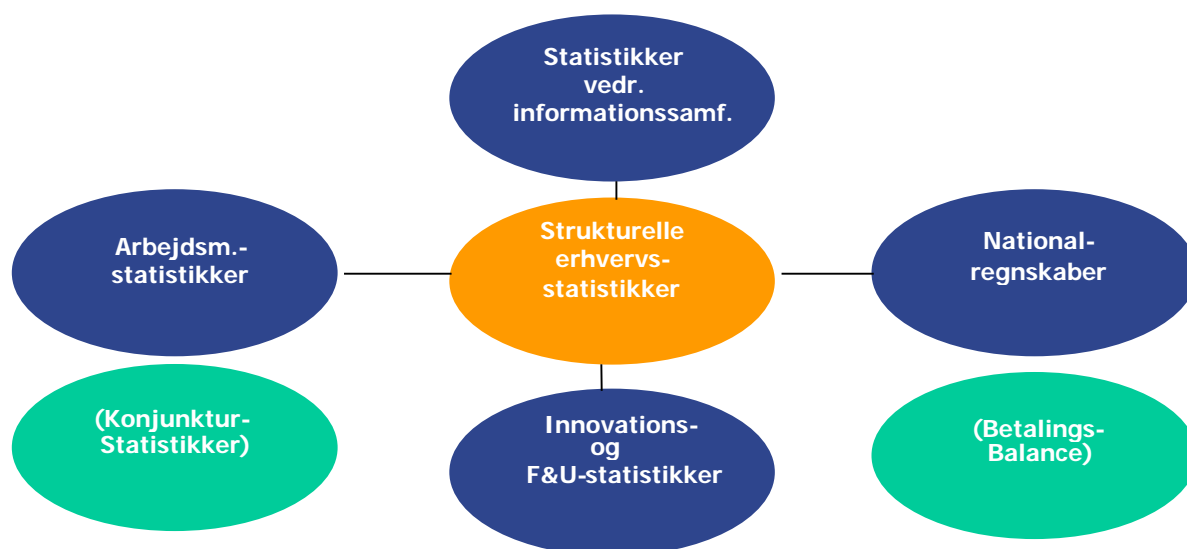 Statistikker
vedr.
informationssamf.
Arbejdsm.-
statistikker
Strukturelle
erhvervs-
statistikker
National-
regnskaber
(Konjunktur-
Statistikker)
Innovations-
og
F&U-statistikker
(Betalings-
Balance)